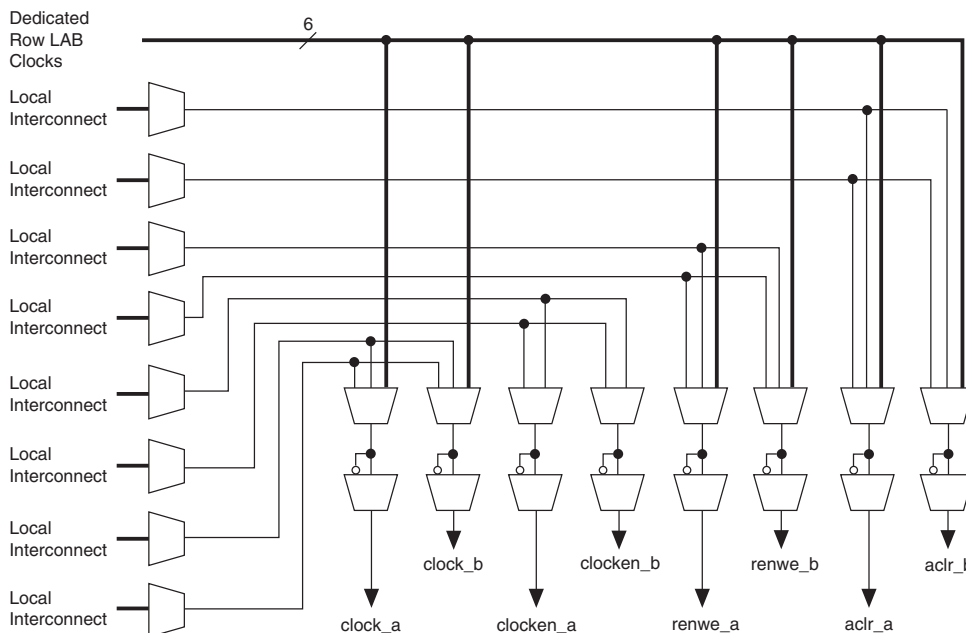 Dedicated
Row LAB
Clocks
6
Local
Interconnect
Local
Interconnect
Local
Interconnect
Local
Interconnect
Local
Interconnect
Local
Interconnect
Local
Interconnect
Local
Interconnect
clock_b
clocken_b
renwe_b
aclr_b
clock_a
clocken_a
renwe_a
aclr_a